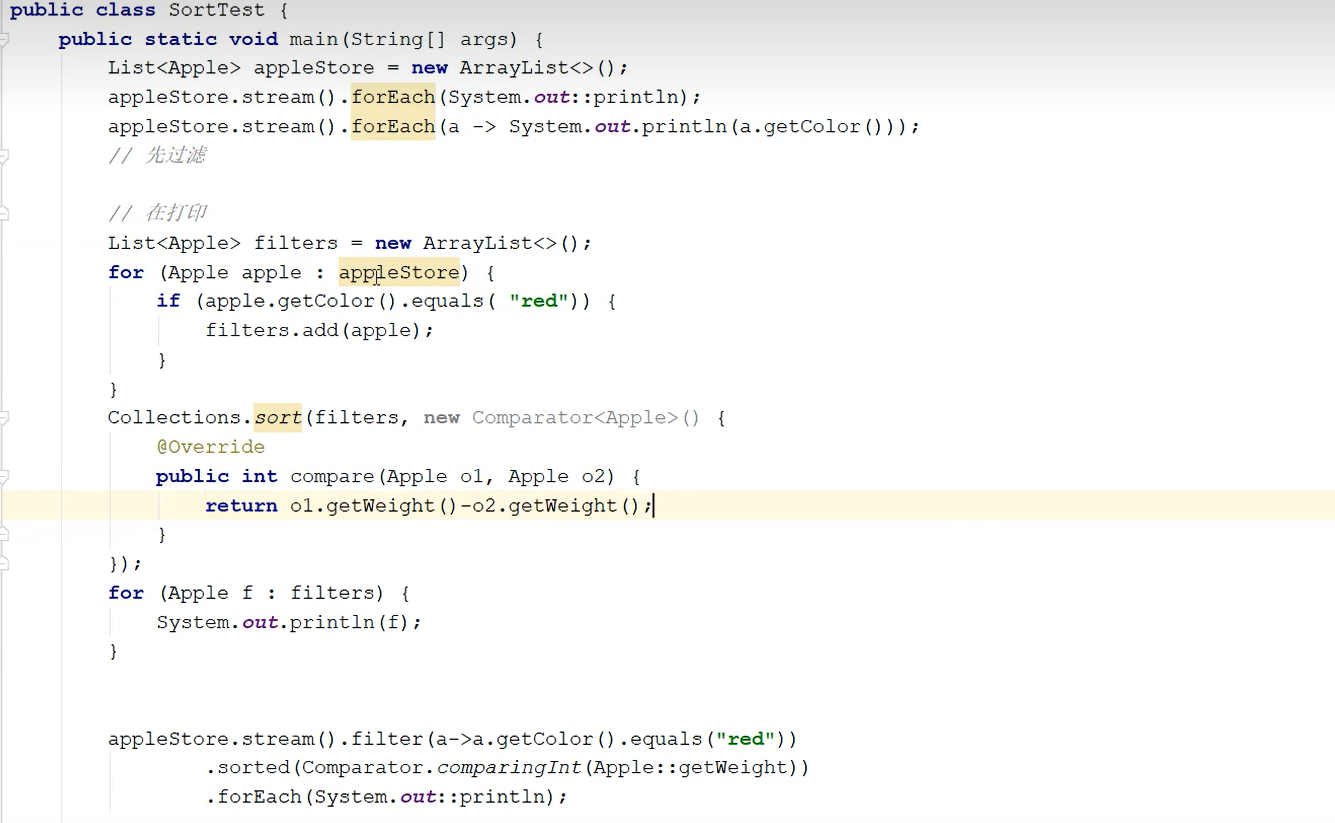 public class SortTest {
public static void main(String[] args) {
List<Apple> appleStore = new ArrayList<>();
appleStore.stream().forEach(System.out::println);
appleStore.stream().forEach(a -> System.out.println(a.getColor()));
// 先过滤
// 在打印
List<Apple> filters = new ArrayList<>();
for (Apple apple : appleStore) {
if (apple.getColor().equals( "red")) {
filters.add(apple);
}
}
Collections.sort(filters, new Comparator<Apple>() {
@Override
public int compare(Apple o1, Apple o2) {
return o1.getWeight()-o2.getWeight();
}
});
for (Apple f : filters) {
System.out.println(f);
}
appleStore.stream().filter(a->a.getColor().equals("red"))
.sorted(Comparator.comparingInt(Apple::getWeight))
.forEach(System.out::println);